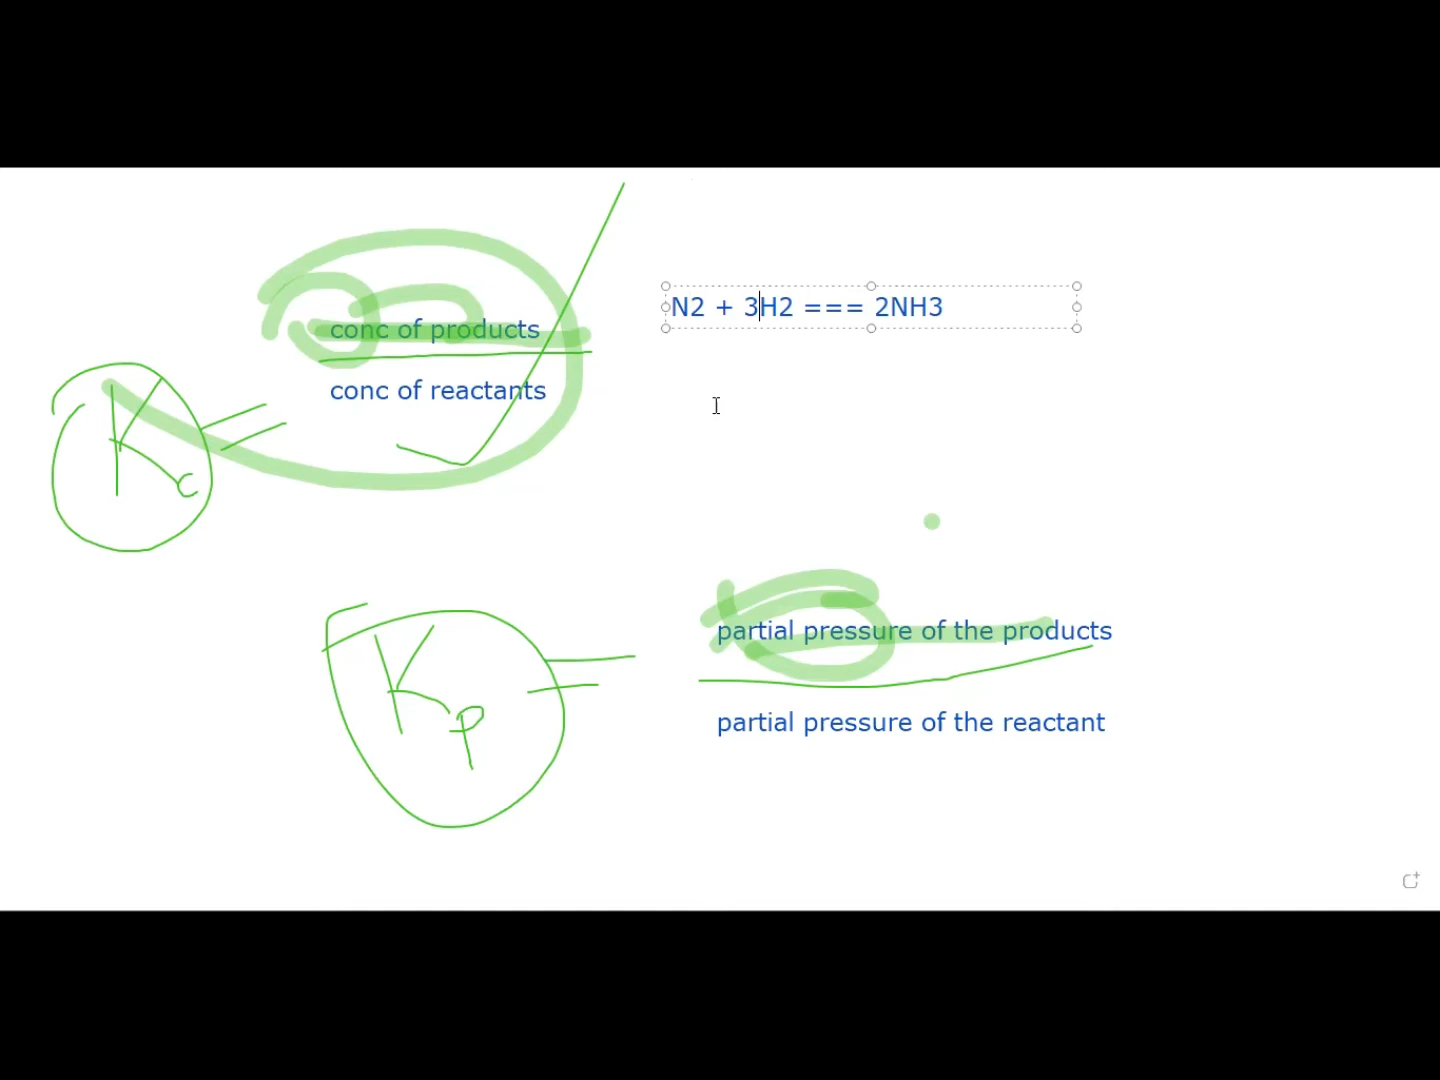 conc of products
N2 + 3H2 === 2NH3
conc of reactants
Kc =
partial pressure of the products
Kp =
partial pressure of the reactant